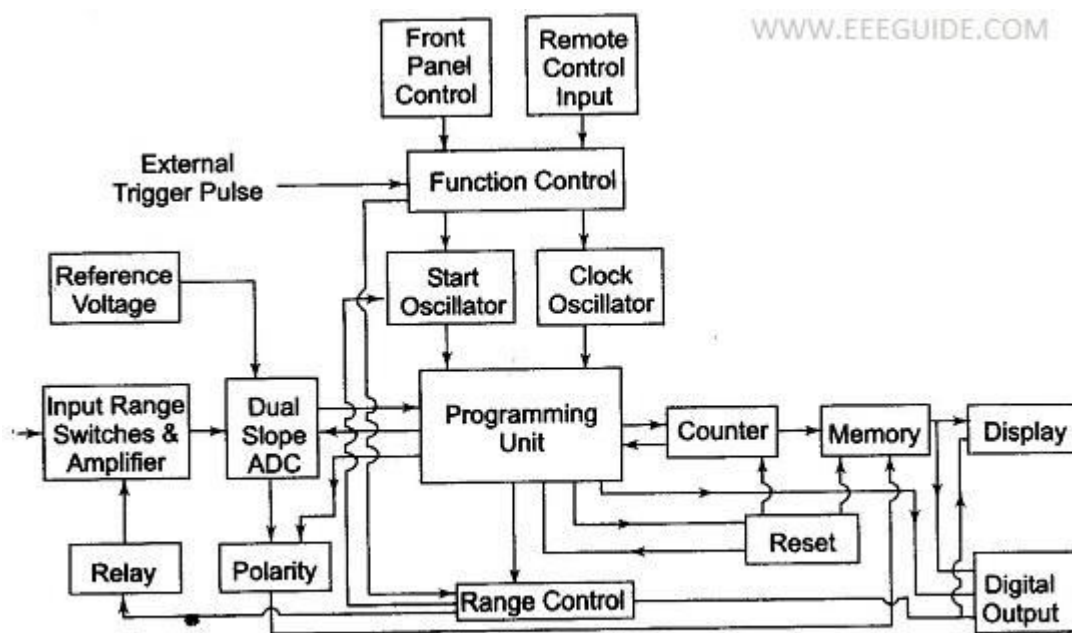 WWW.EEEGUIDE.COM
Front
Panel
Control
Remote
Control
Input
External
Trigger Pulse
Function Control
Reference
Voltage
Start
Oscillator
Clock
Oscillator
Input Range
Switches &
Amplifier
Dual
Slope
ADC
Programming
Unit
Counter
Memory
Display
Relay
Polarity
Reset
Range Control
Digital
Output